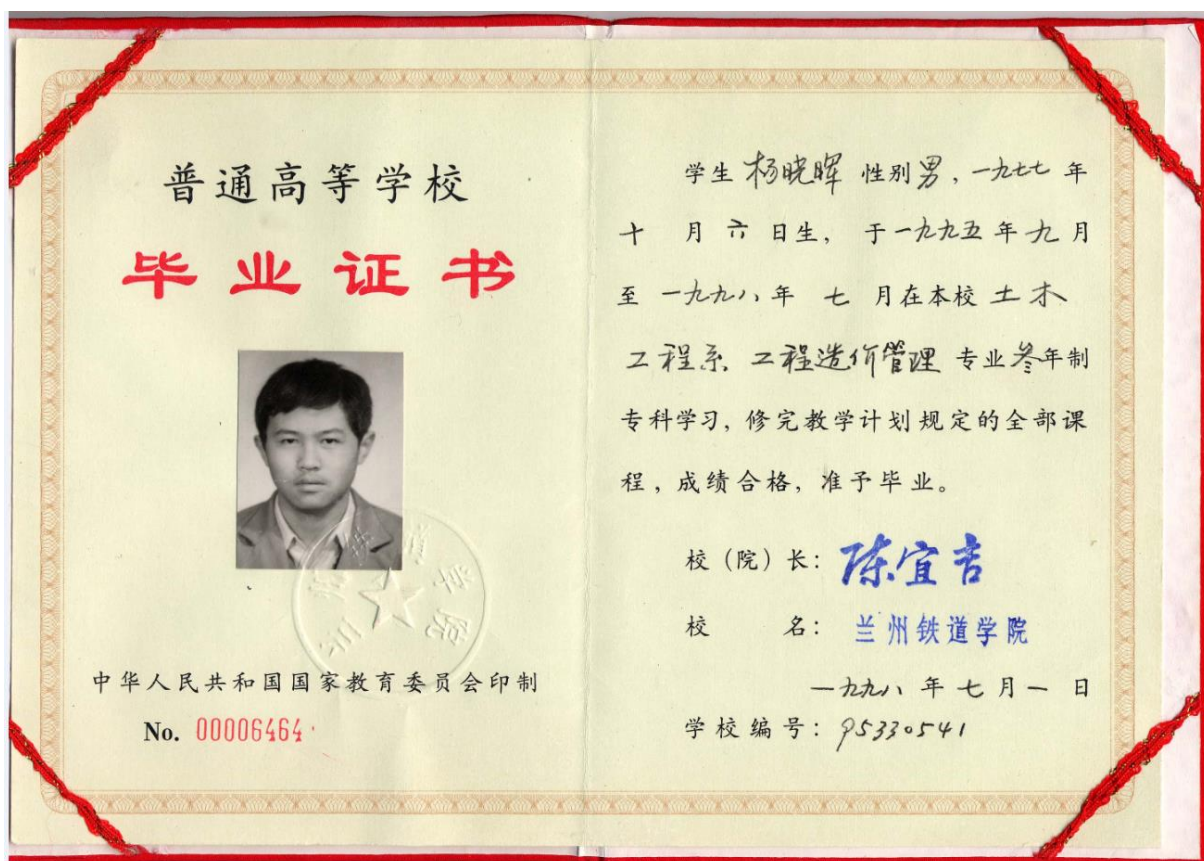 普通高等学校
毕业证书
中华人民共和国国家教育委员会印制
No. 00006464
学生 杨晓晖 性别男，一九七七年
十月六日生，于一九九五年九月
至一九九八年七月在本校土木
工程系 工程造价管理 专业叁年制
专科学习，修完教学计划规定的全部课
程，成绩合格，准予毕业。
校（院）长：陈宜吉
校名：兰州铁道学院
一九九八年七月一日
学校编号：95330541